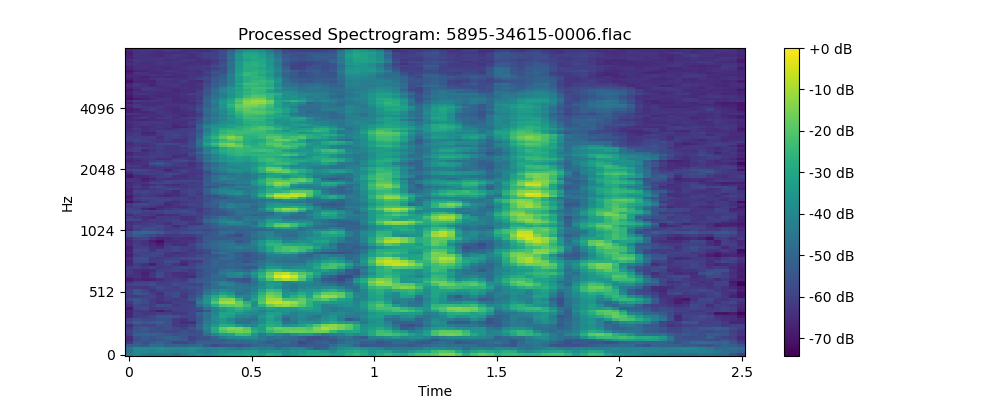 Processed Spectrogram: 5895-34615-0006.flac
Hz
4096
2048
1024
512
0
0
0.5
1
1.5
2
2.5
Time
+0 dB
-10 dB
-20 dB
-30 dB
-40 dB
-50 dB
-60 dB
-70 dB